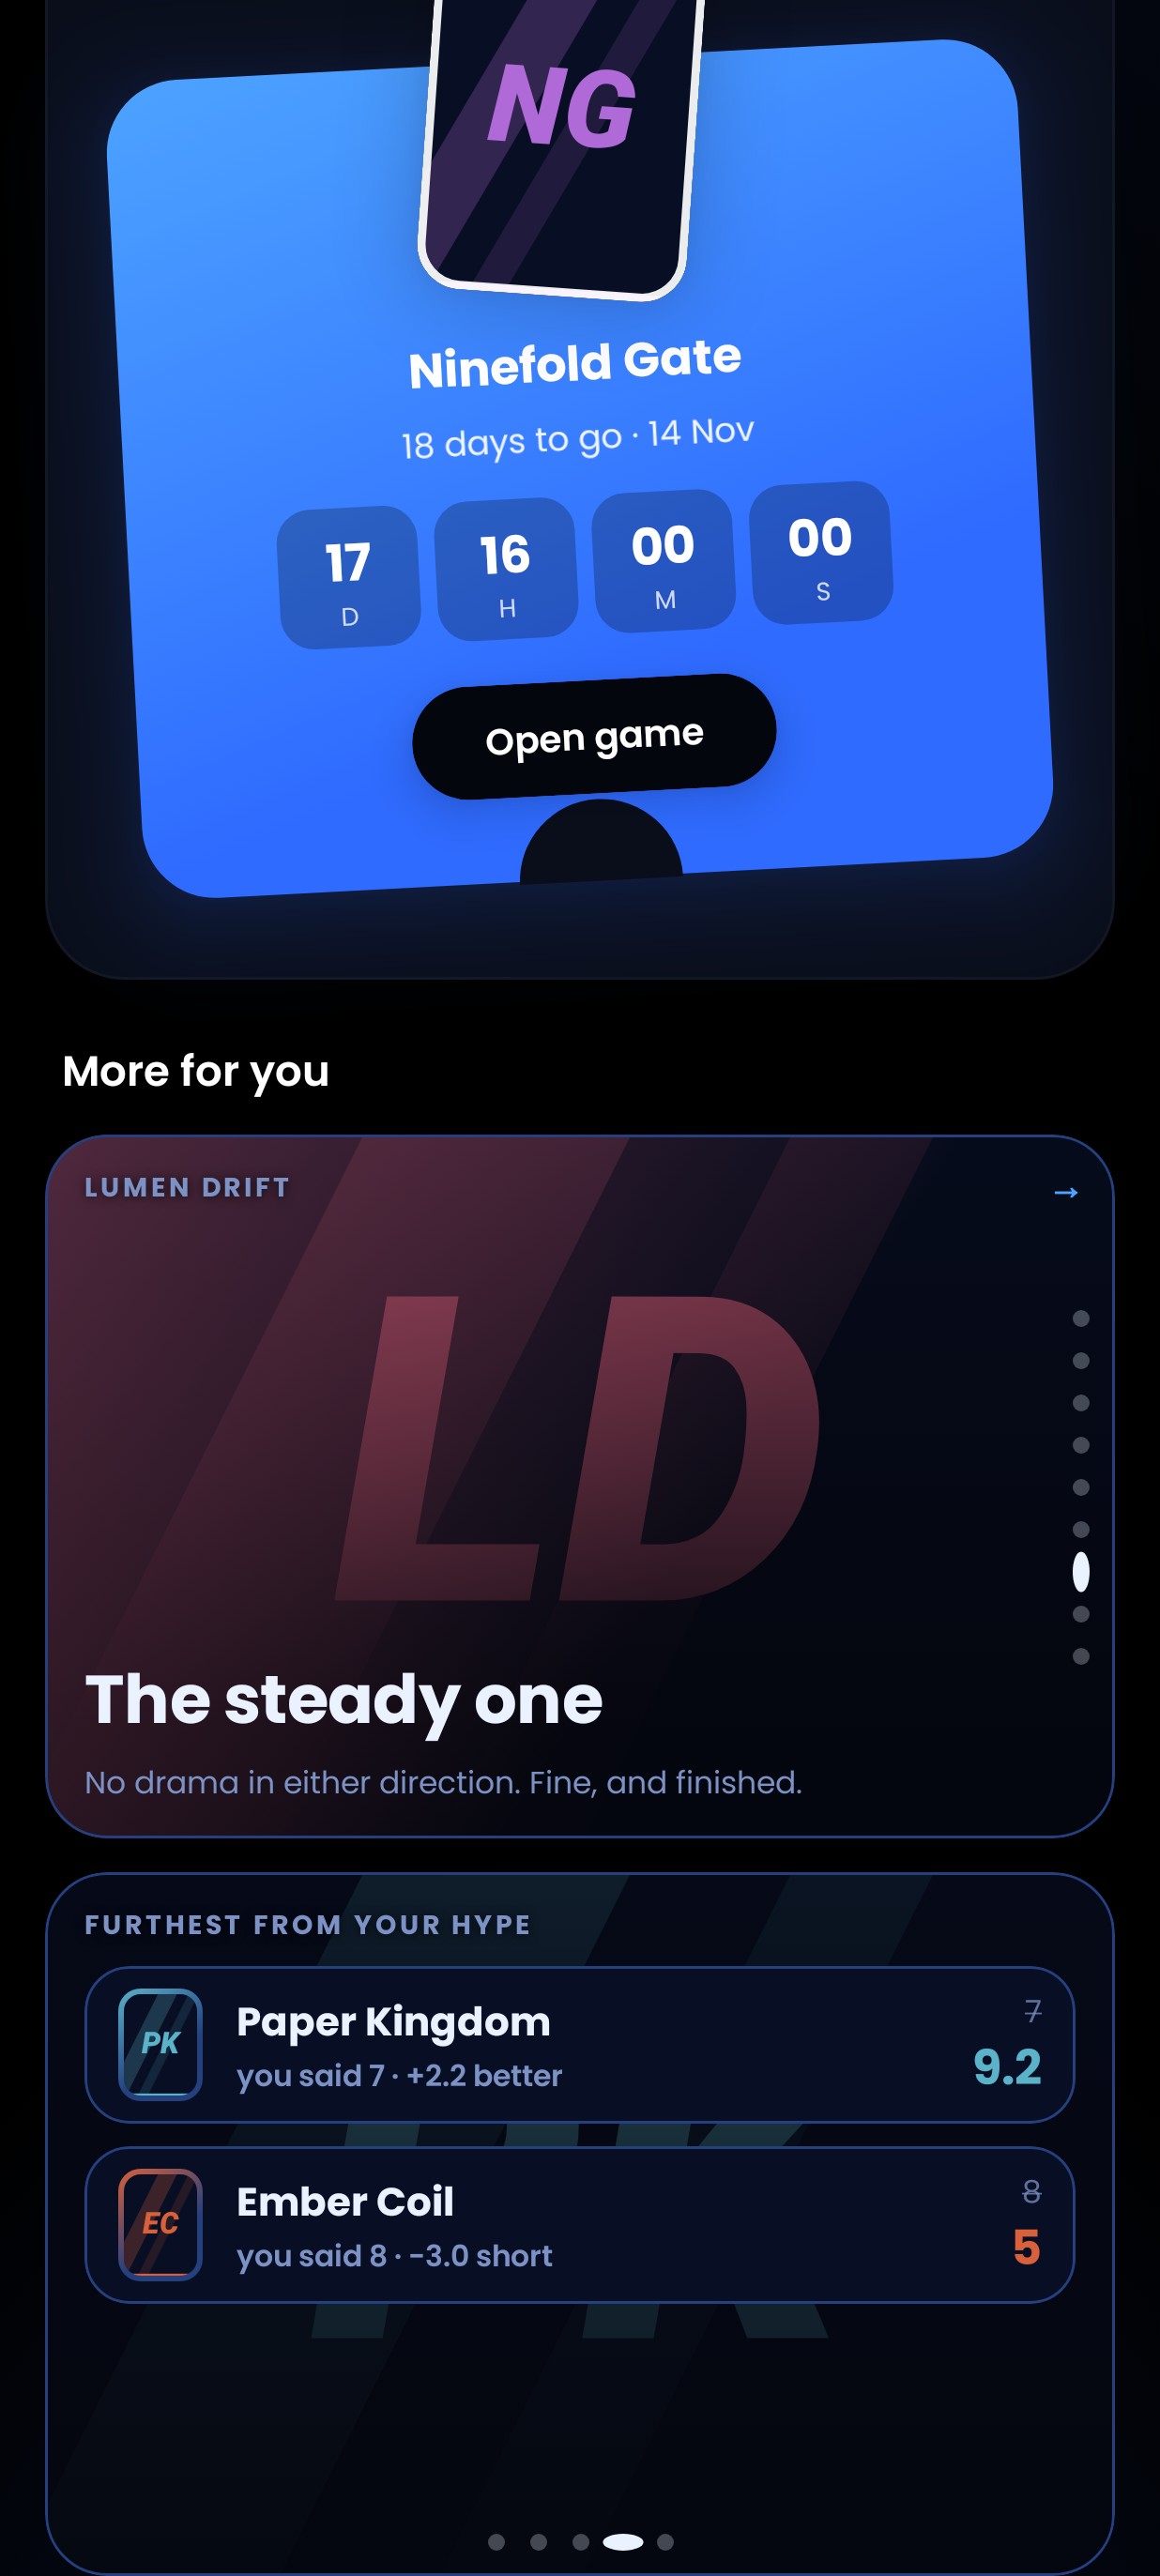 NG
Ninefold Gate
18 days to go · 14 Nov
17 16 00 00
D H M S
Open game
More for you
LUMEN DRIFT →
LD
The steady one
No drama in either direction. Fine, and finished.
FURTHEST FROM YOUR HYPE
PK
Paper Kingdom
7
you said 7 · +2.2 better
9.2
EC
Ember Coil
8
you said 8 · −3.0 short
5